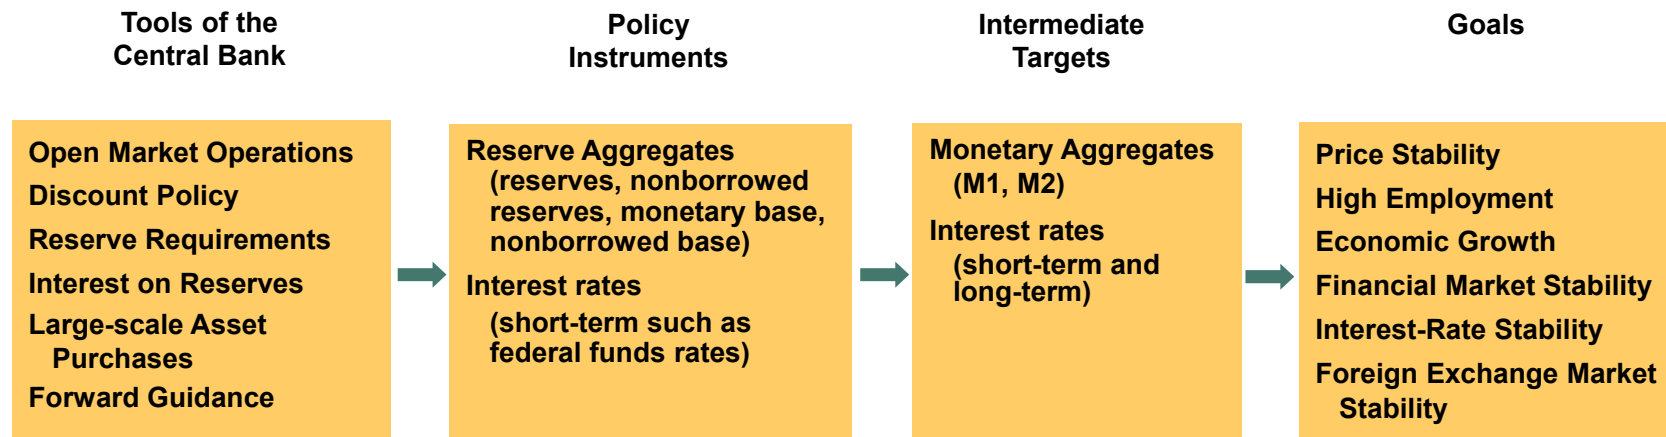 Tools of the
Central Bank
Policy
Instruments
Intermediate
Targets
Goals
Open Market Operations
Discount Policy
Reserve Requirements
Interest on Reserves
Large-scale Asset
Purchases
Forward Guidance
Reserve Aggregates
(reserves, nonborrowed
reserves, monetary base,
nonborrowed base)
Interest rates
(short-term such as
federal funds rates)
Monetary Aggregates
(M1, M2)
Interest rates
(short-term and
long-term)
Price Stability
High Employment
Economic Growth
Financial Market Stability
Interest-Rate Stability
Foreign Exchange Market
Stability